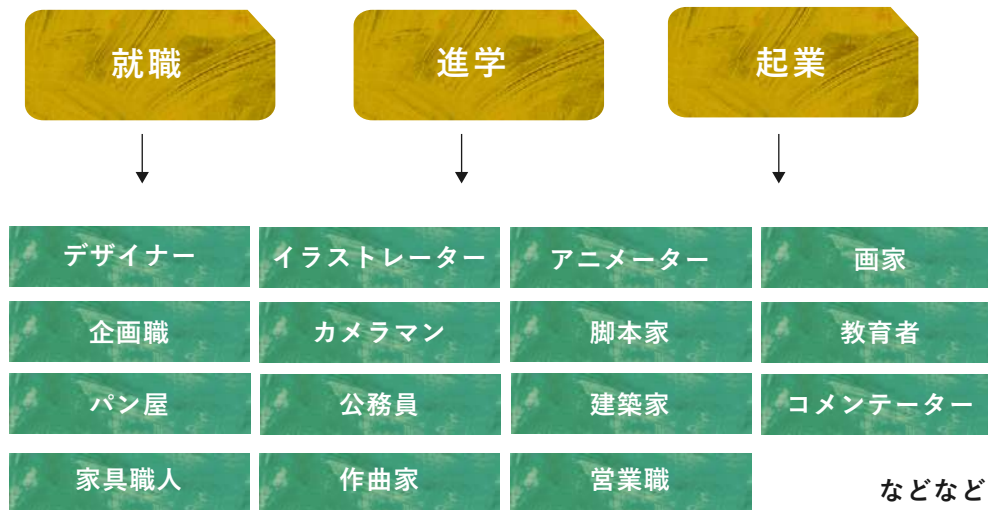 就職 進学 起業
デザイナー イラストレーター アニメーター 画家
企画職 カメラマン 脚本家 教育者
パン屋 公務員 建築家 コメンテーター
家具職人 作曲家 営業職 などなど